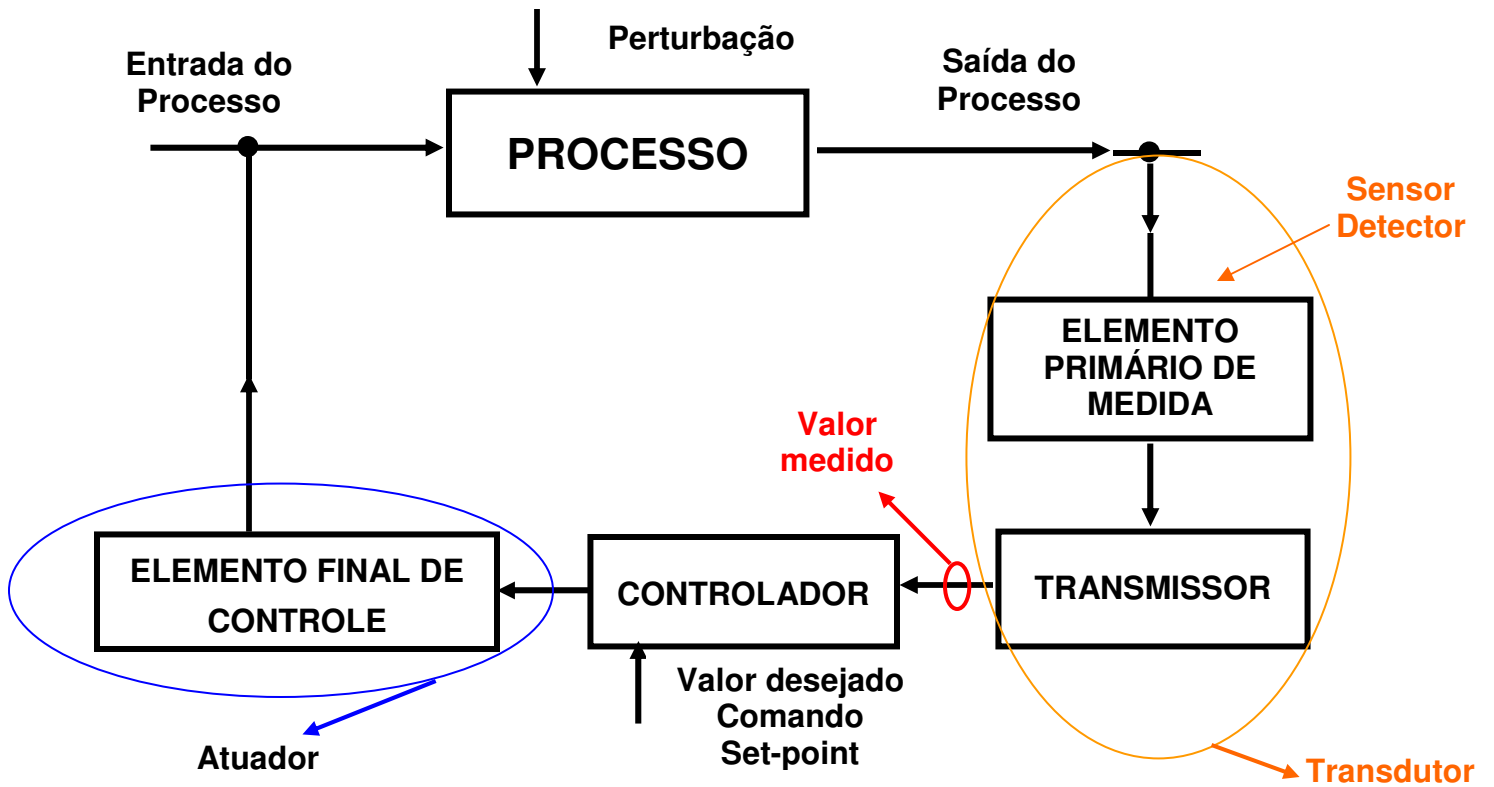 Perturbação
Entrada do
Processo
Saída do
Processo
PROCESSO
Sensor
Detector
ELEMENTO
PRIMÁRIO DE
MEDIDA
Valor
medido
ELEMENTO FINAL DE
CONTROLE
CONTROLADOR
TRANSMISSOR
Valor desejado
Comando
Set-point
Atuador
Transdutor